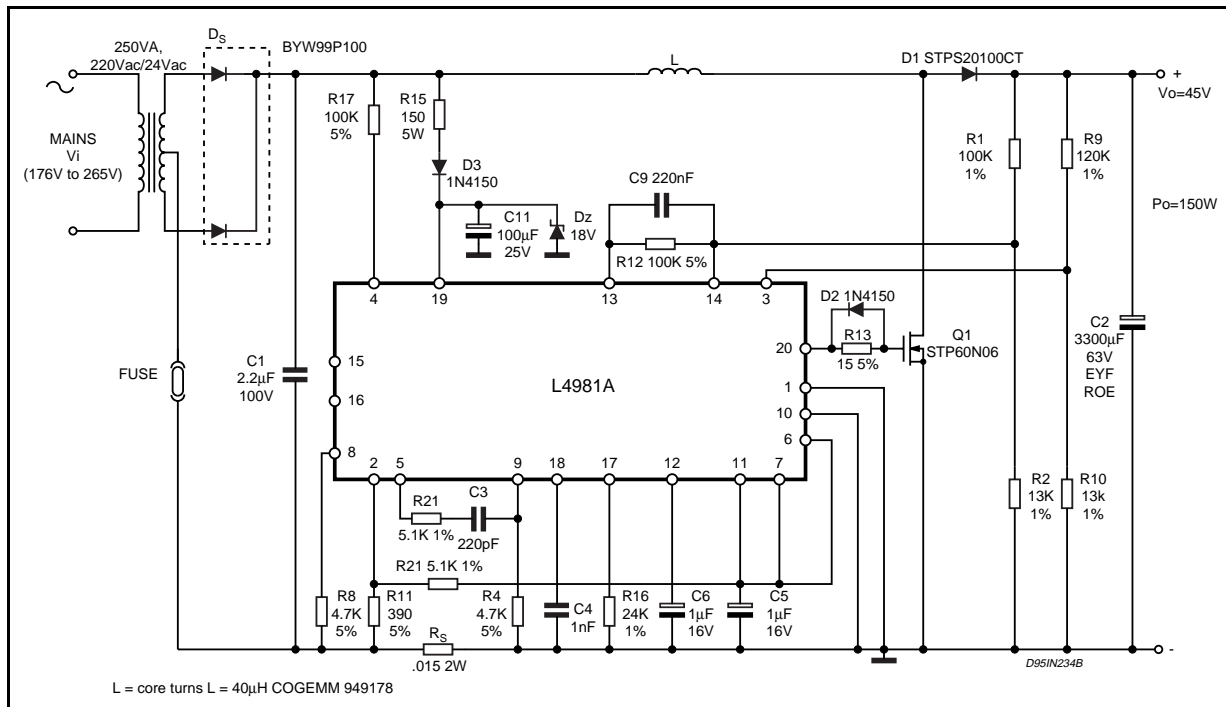 250VA,
220Vac/24Vac
DS
BYW99P100
MAINS
Vi
(176V to 265V)
FUSE
C1
2.2µF
100V
R17
100K
5%
R15
150
5W
D3
1N4150
C11
100µF
25V
Dz
18V
L
C9 220nF
R12 100K 5%
D1 STPS20100CT
R1
100K
1%
R9
120K
1%
+
Vo=45V
Po=150W
4
19
13
14
3
15
16
8
L4981A
20
1
10
6
D2 1N4150
R13
15 5%
Q1
STP60N06
C2
3300µF
63V
EYF
ROE
2
5
9
18
17
12
11
7
R21
5.1K 1%
C3
220pF
R21 5.1K 1%
R8
4.7K
5%
R11
390
5%
RS
.015 2W
R4
4.7K
5%
C4
1nF
R16
24K
1%
C6
1µF
16V
C5
1µF
16V
R2
13K
1%
R10
13k
1%
-
D95IN234B
L = core turns L = 40µH COGEMM 949178